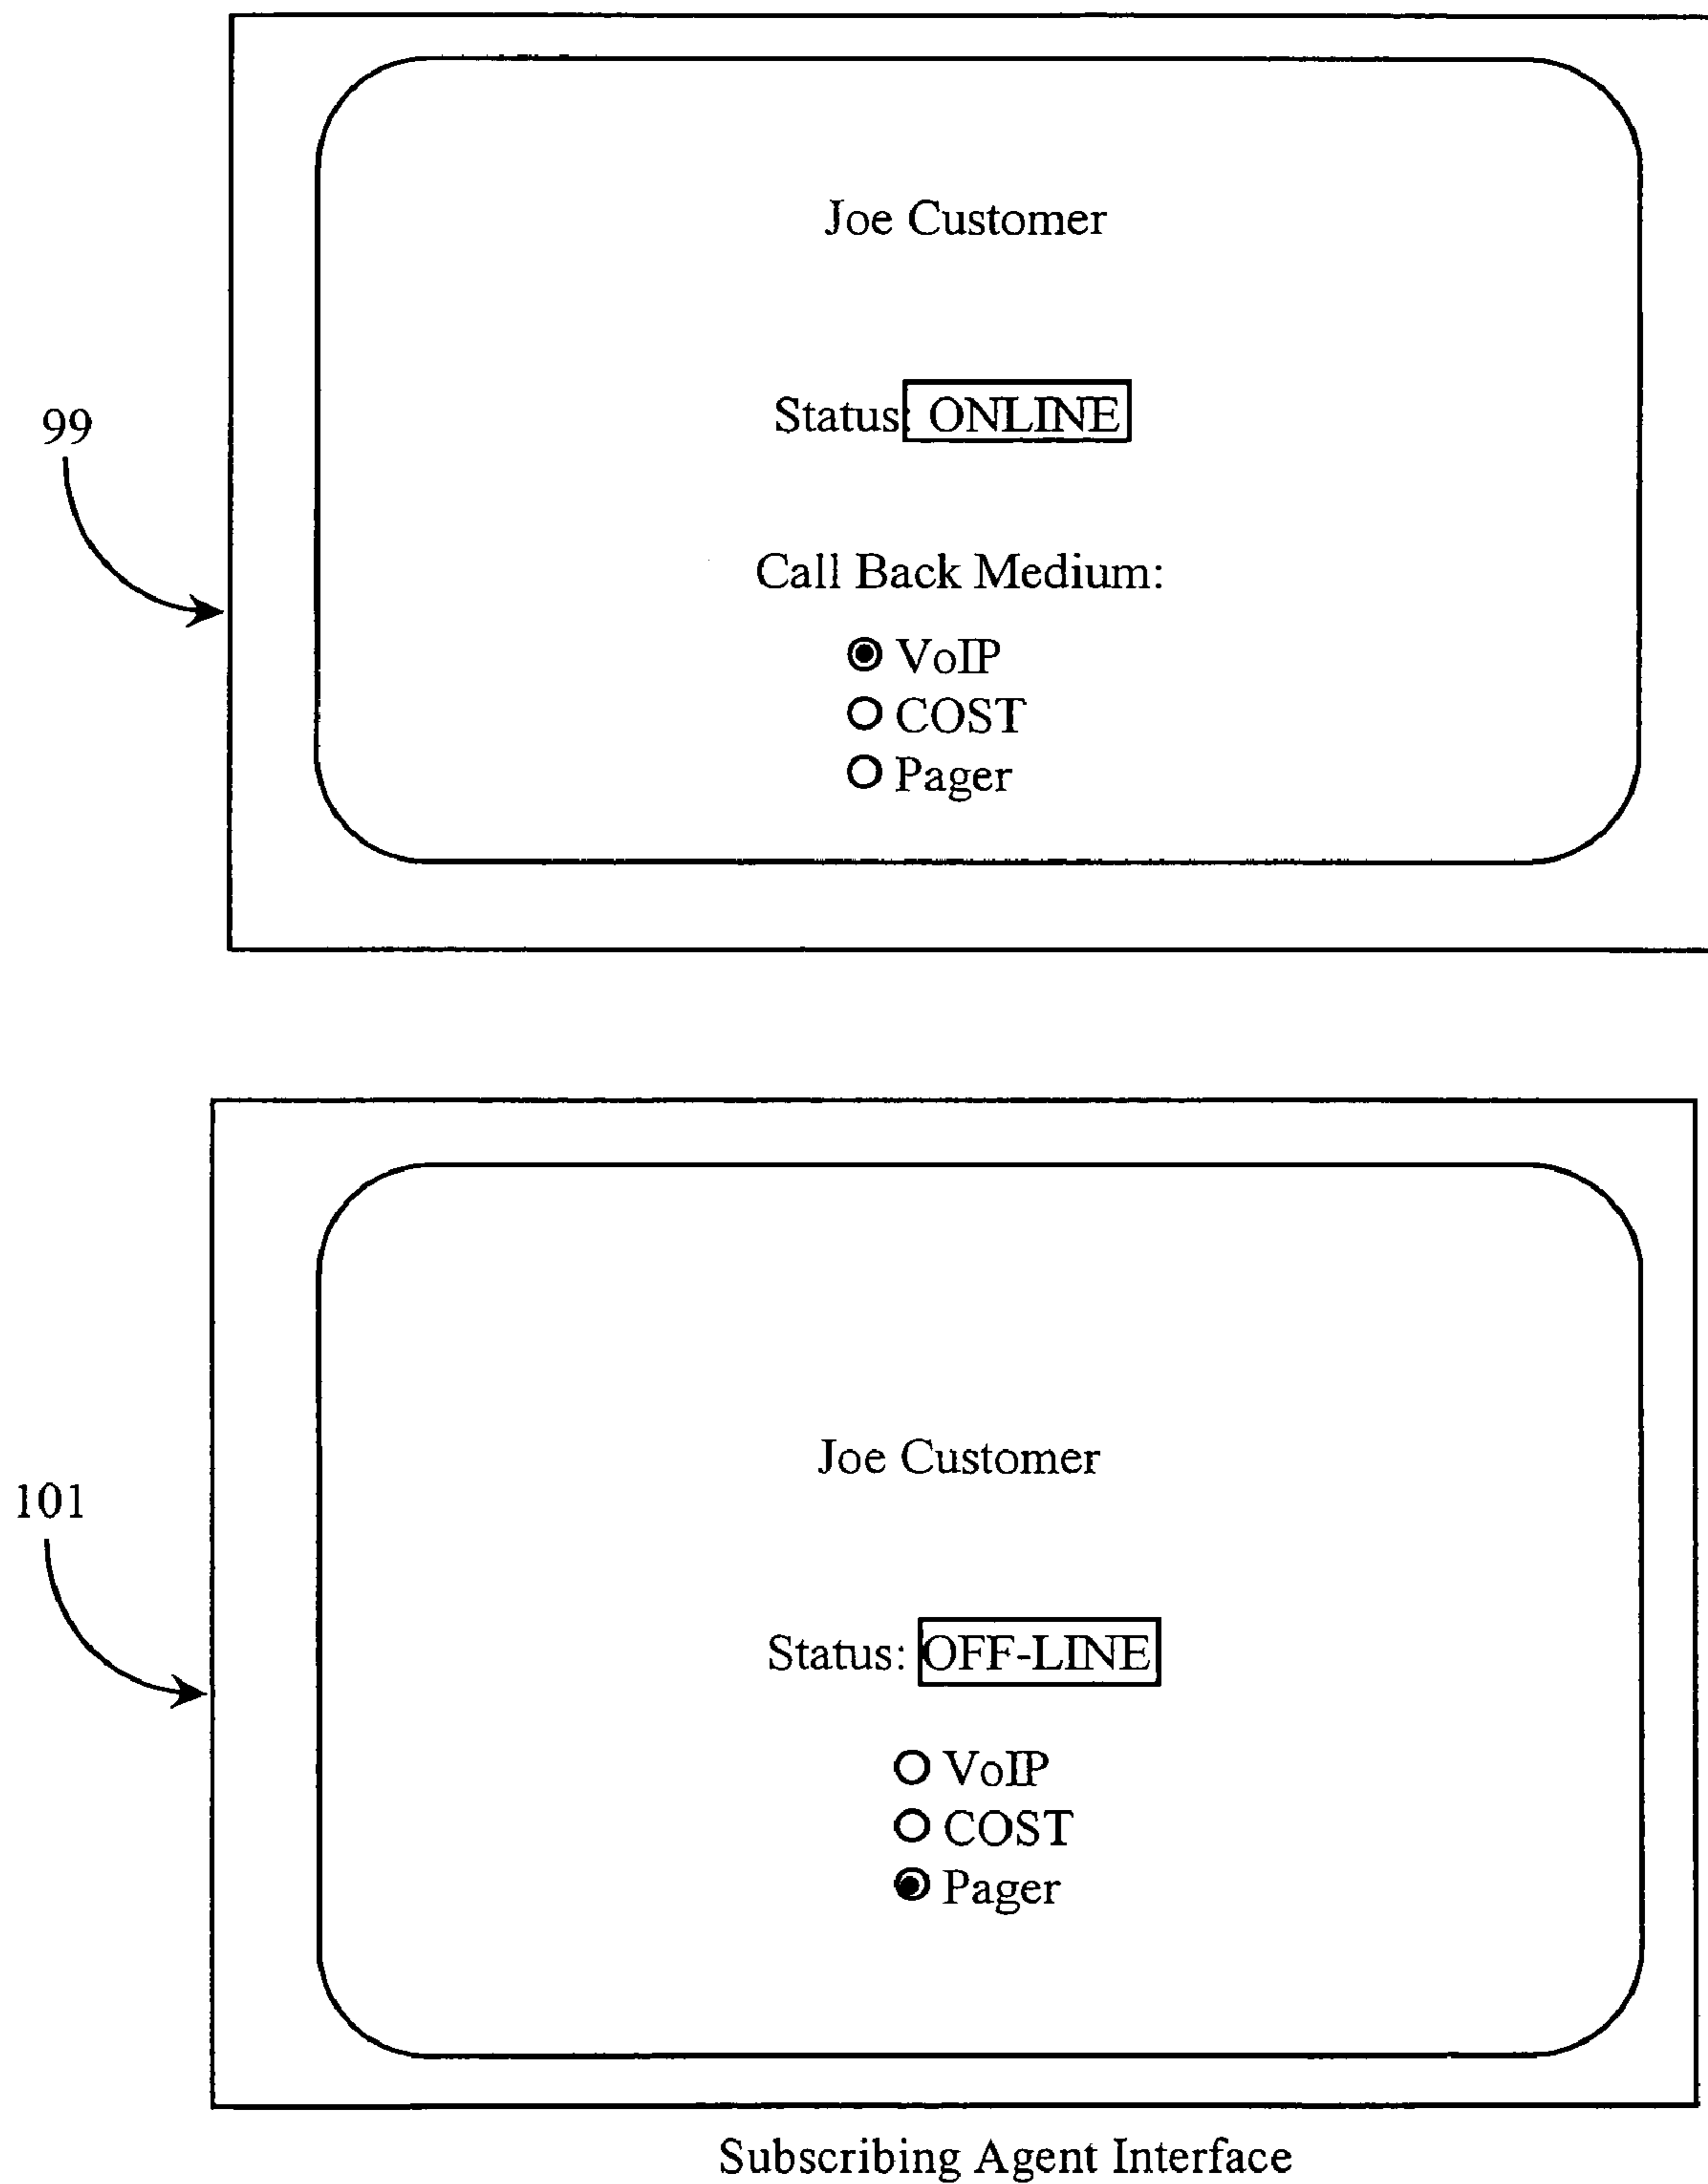 Joe Customer
Status: ONLINE
99
Call Back Medium:
VoIP
COST
Pager
Joe Customer
101
Status: OFF-LINE
VoIP
COST
Pager
Subscribing Agent Interface